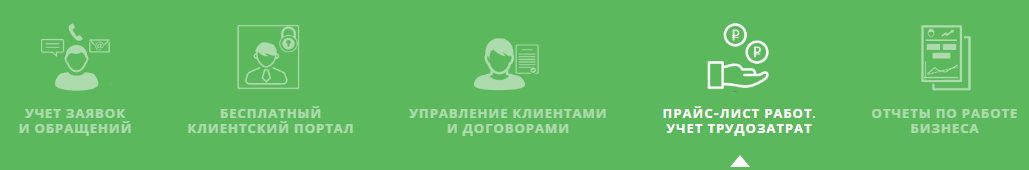 УЧЕТ ЗАЯВОК
И ОБРАЩЕНИЙ
БЕСПЛАТНЫЙ
КЛИЕНТСКИЙ ПОРТАЛ
УПРАВЛЕНИЕ КЛИЕНТАМИ
И ДОГОВОРАМИ
ПРАЙС-ЛИСТ РАБОТ.
УЧЕТ ТРУДОЗАТРАТ
ОТЧЕТЫ ПО РАБОТЕ
БИЗНЕСА